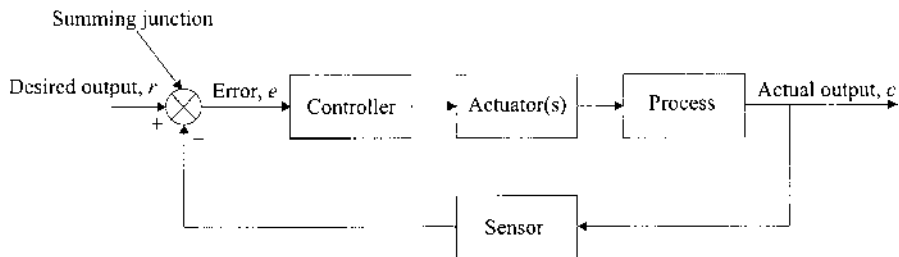 Summing junction
Desired output, r
Error, e
Controller
Actuator(s)
Process
Actual output, c
+
−
Sensor